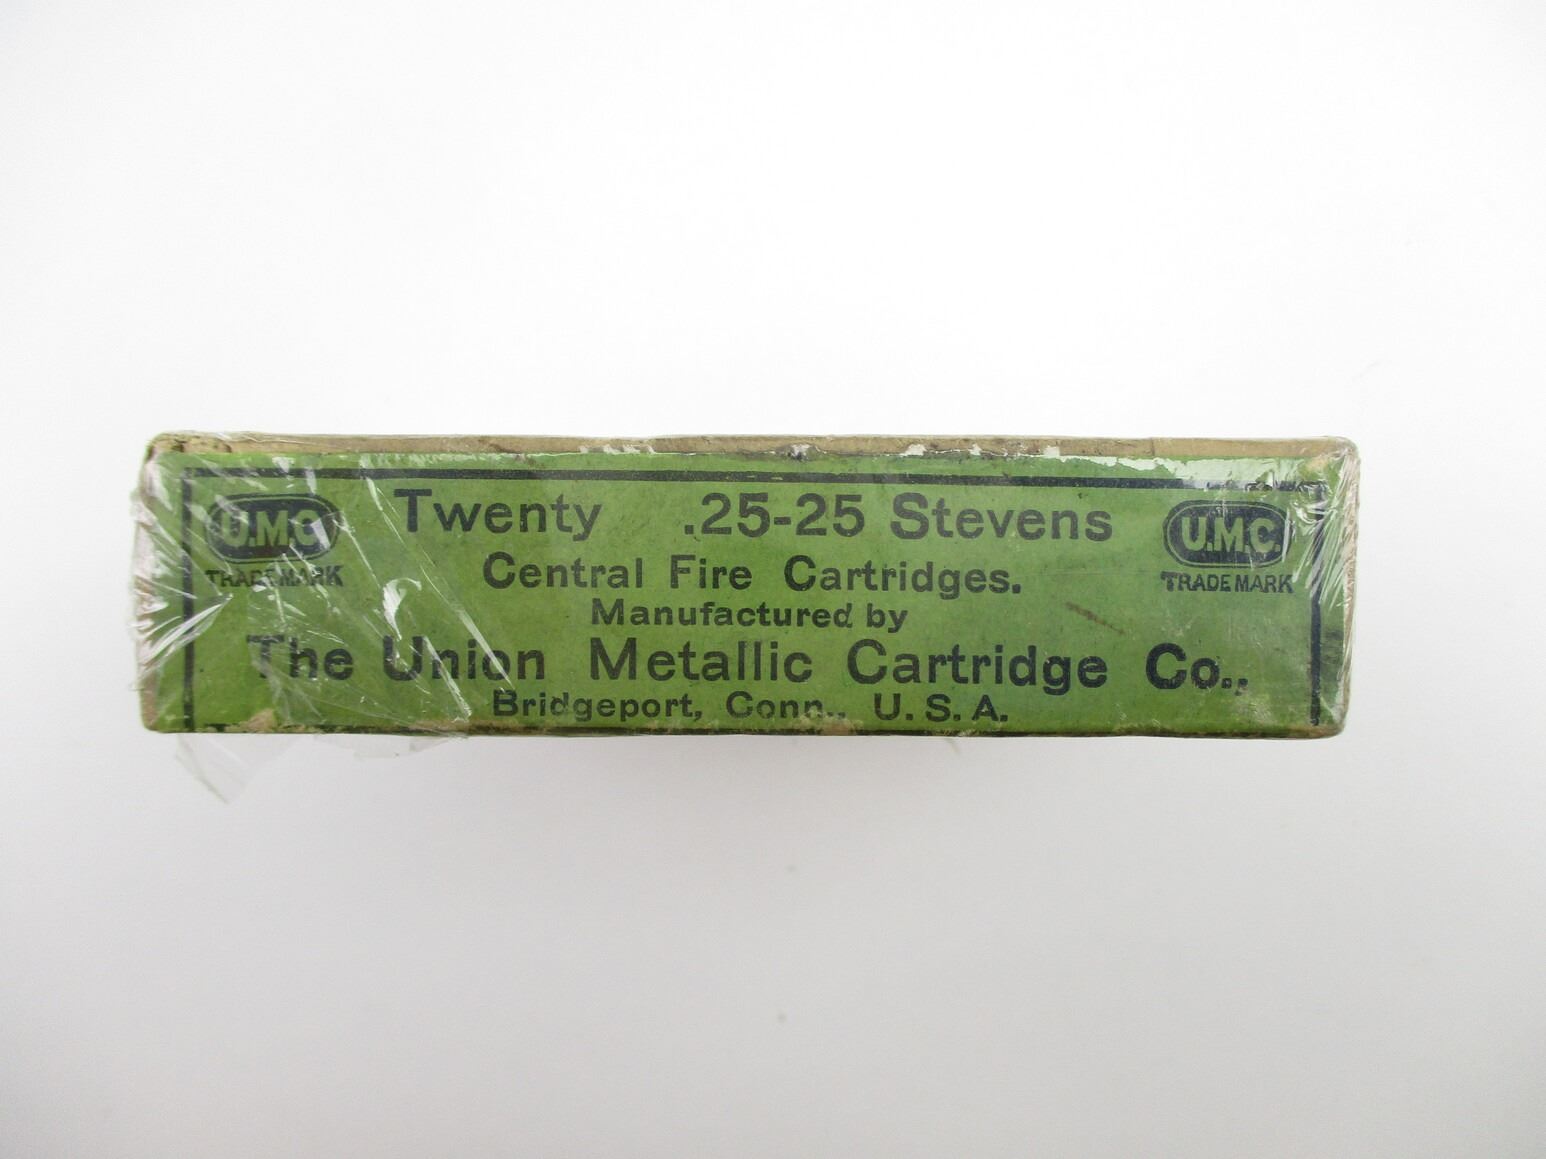 U.M.C. Twenty .25-25 Stevens U.M.C.
TRADE MARK Central Fire Cartridges. TRADE MARK
Manufactured by
The Union Metallic Cartridge Co.,
Bridgeport, Conn., U.S.A.